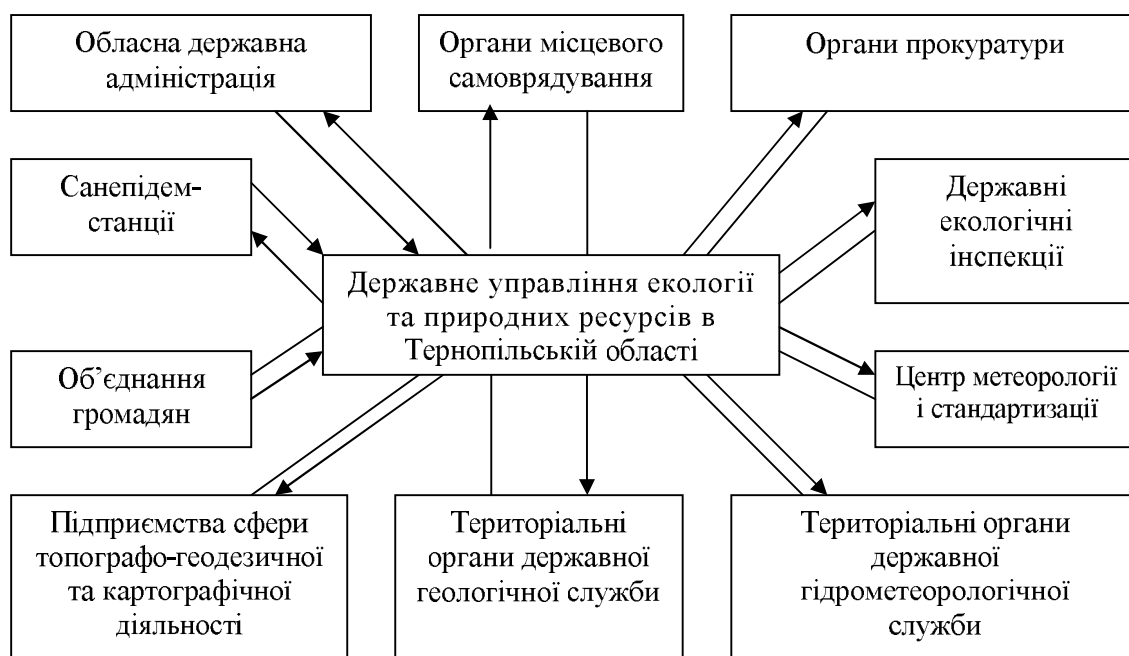 Обласна державна
адміністрація
Органи місцевого
самоврядування
Органи прокуратури
Санепідем-
станції
Державні
екологічні
інспекції
Державне управління екології
та природних ресурсів в
Тернопільській області
Об’єднання
громадян
Центр метеорології
і стандартизації
Підприємства сфери
топографо-геодезичної
та картографічної
діяльності
Територіальні
органи державної
геологічної служби
Територіальні органи
державної
гідрометеорологічної
служби